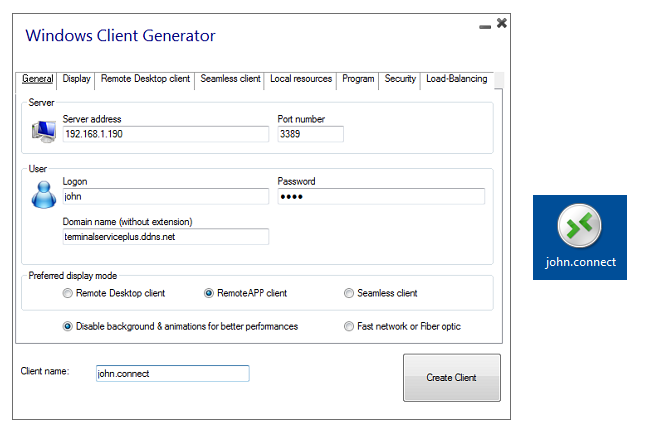 Windows Client Generator
General Display Remote Desktop client Seamless client Local resources Program Security Load-Balancing
Server
Server address Port number
192.168.1.190 3389
User
Logon Password
john ●●●●
Domain name (without extension)
terminalserviceplus.ddns.net
Preferred display mode
Remote Desktop client RemoteAPP client Seamless client
Disable background & animations for better performances Fast network or Fiber optic
Client name: john.connect Create Client
john.connect